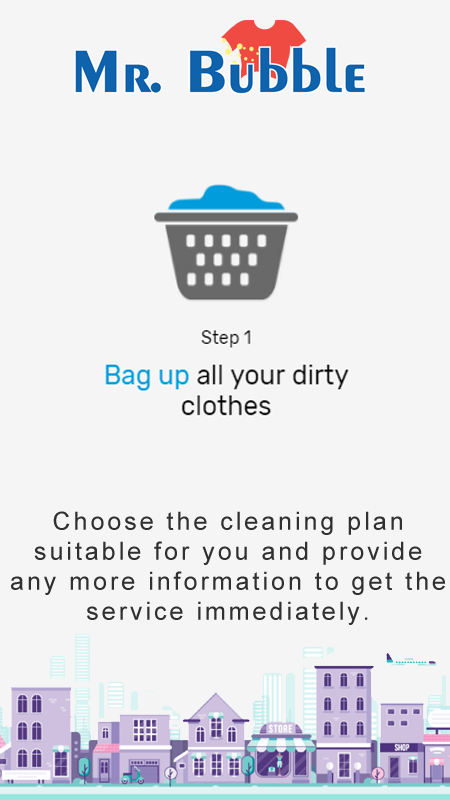 Mr. Bubble
Step 1
Bag up all your dirty
clothes
Choose the cleaning plan
suitable for you and provide
any more information to get the
service immediately.
STORE
SHOP